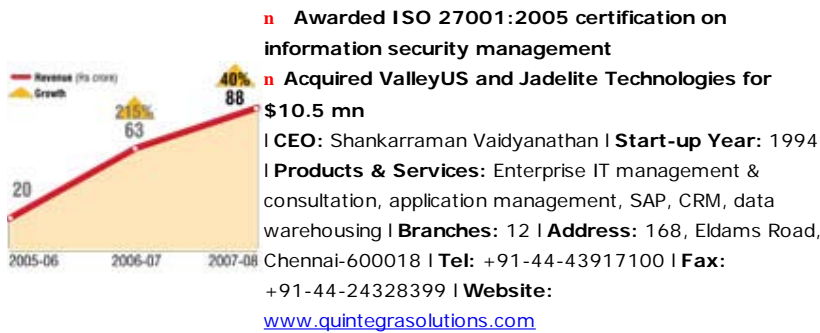 Revenue (Rs crore)
Growth
20
215%
63
40%
88
2005-06 2006-07 2007-08
n Awarded ISO 27001:2005 certification on
information security management
n Acquired ValleyUS and Jadelite Technologies for
$10.5 mn
l CEO: Shankarraman Vaidyanathan l Start-up Year: 1994
l Products & Services: Enterprise IT management &
consultation, application management, SAP, CRM, data
warehousing l Branches: 12 l Address: 168, Eldams Road,
Chennai-600018 l Tel: +91-44-43917100 l Fax:
+91-44-24328399 l Website:
www.quintegrasolutions.com